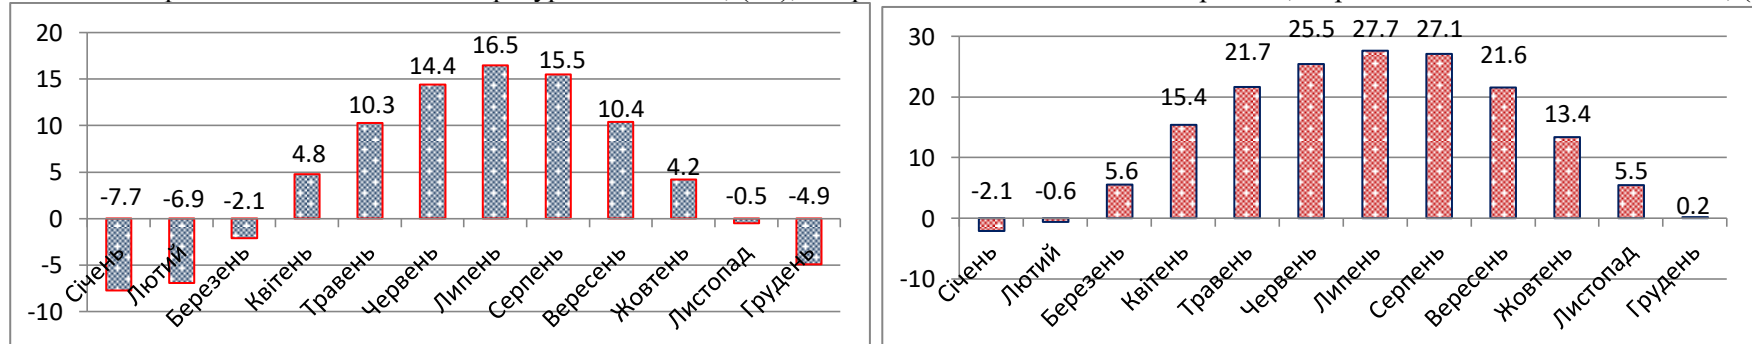 20
15
10
5
0
-5
-10
-7.7
-6.9
-2.1
4.8
10.3
14.4
16.5
15.5
10.4
4.2
-0.5
-4.9
Січень
Лютий
Березень
Квітень
Травень
Червень
Липень
Серпень
Вересень
Жовтень
Листопад
Грудень
30
20
10
0
-10
-2.1
-0.6
5.6
15.4
21.7
25.5
27.7
27.1
21.6
13.4
5.5
0.2
Січень
Лютий
Березень
Квітень
Травень
Червень
Липень
Серпень
Вересень
Жовтень
Листопад
Грудень